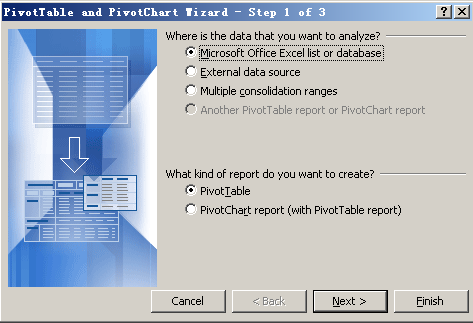 PivotTable and PivotChart Wizard - Step 1 of 3
Where is the data that you want to analyze?
Microsoft Office Excel list or database
External data source
Multiple consolidation ranges
Another PivotTable report or PivotChart report
What kind of report do you want to create?
PivotTable
PivotChart report (with PivotTable report)
Cancel
< Back
Next >
Finish